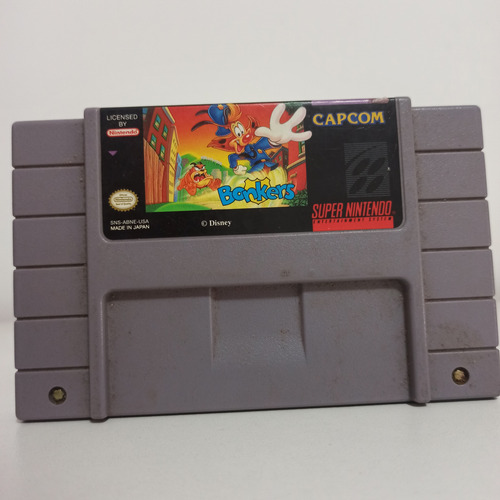 LICENSED
BY
Nintendo
CAPCOM
Bonkers
SNS-ABNE-USA
MADE IN JAPAN
© Disney
SUPER NINTENDO
ENTERTAINMENT SYSTEM